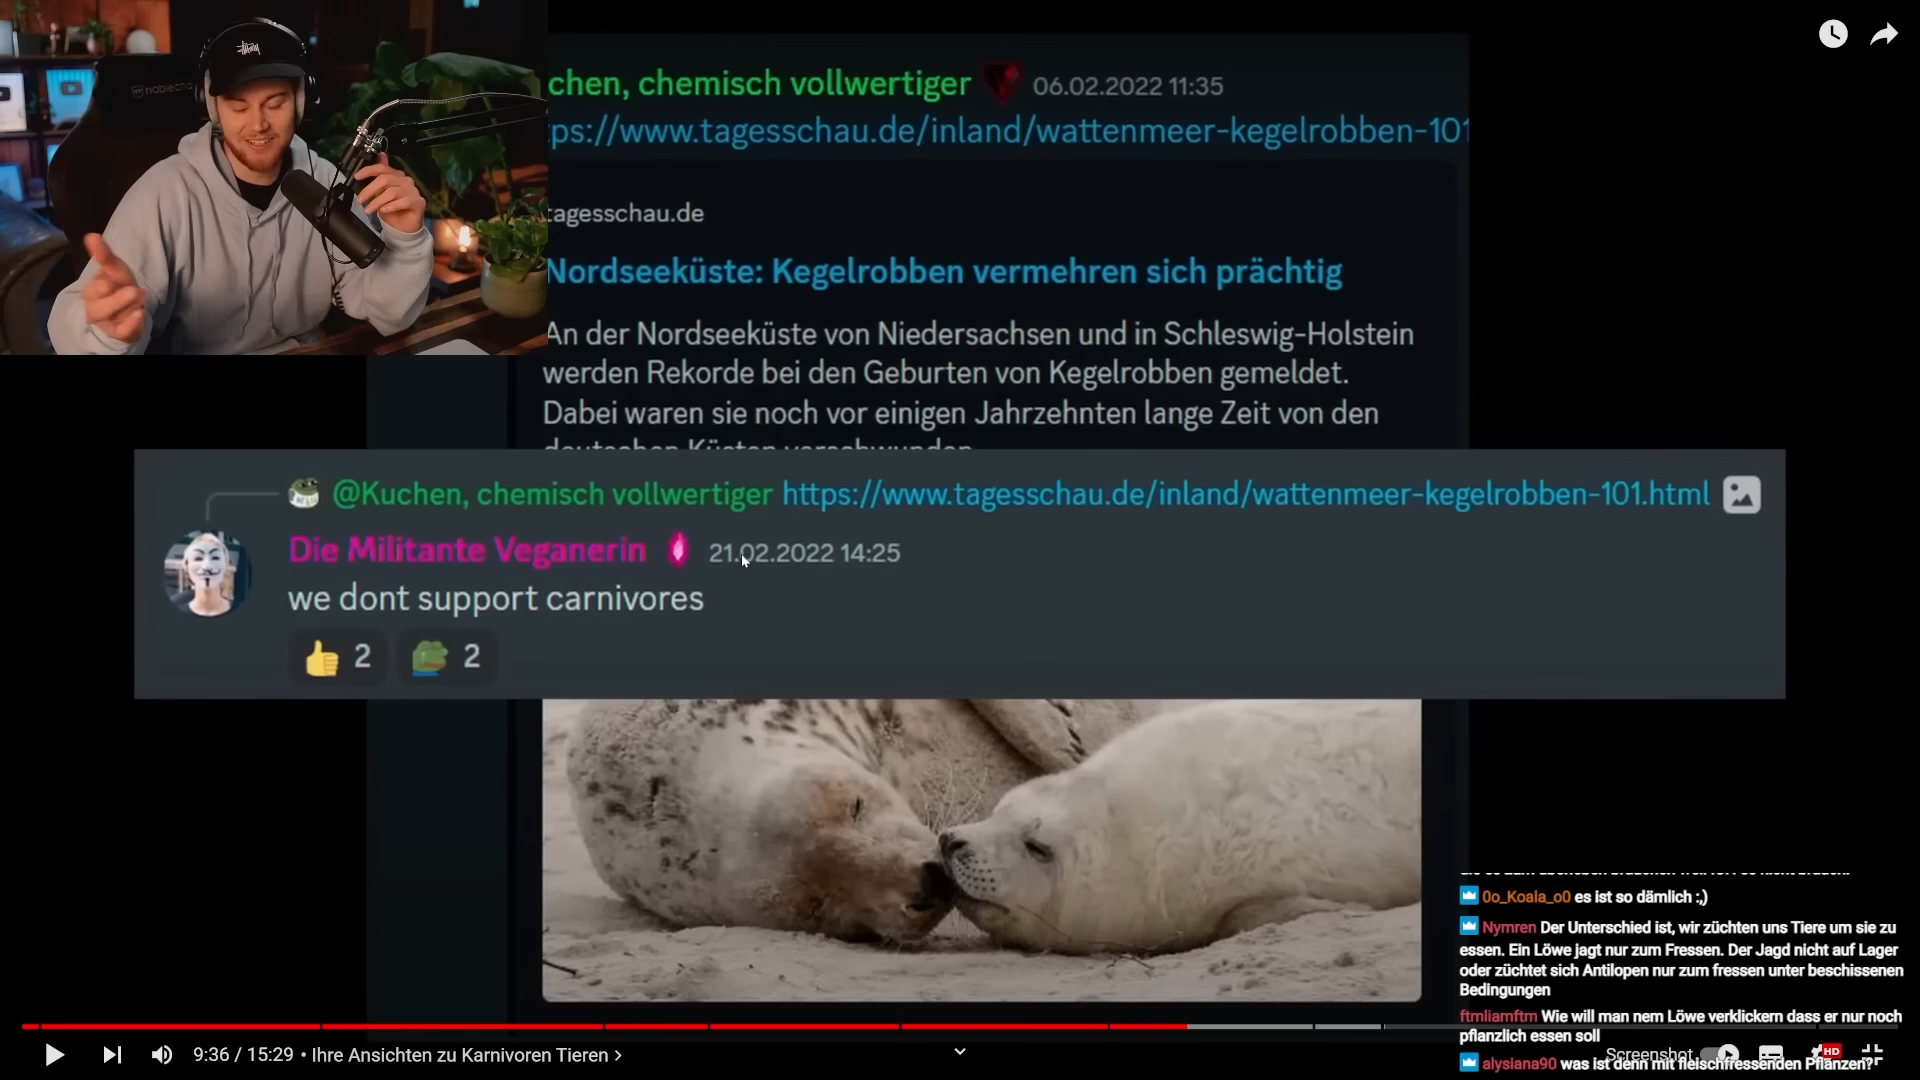 noblecha
chen, chemisch vollwertiger 06.02.2022 11:35
ps://www.tagesschau.de/inland/wattenmeer-kegelrobben-101
tagesschau.de
Nordseeküste: Kegelrobben vermehren sich prächtig
An der Nordseeküste von Niedersachsen und in Schleswig-Holstein
werden Rekorde bei den Geburten von Kegelrobben gemeldet.
Dabei waren sie noch vor einigen Jahrzehnten lange Zeit von den
@Kuchen, chemisch vollwertiger https://www.tagesschau.de/inland/wattenmeer-kegelrobben-101.html
Die Militante Veganerin 21.02.2022 14:25
we dont support carnivores
2 2
0o_Koala_o0 es ist so dämlich :,)
Nymren Der Unterschied ist, wir züchten uns Tiere um sie zu
essen. Ein Löwe jagt nur zum Fressen. Der Jagd nicht auf Lager
oder züchtet sich Antilopen nur zum fressen unter beschissenen
Bedingungen
ftmliamftm Wie will man nem Löwe verklickern dass er nur noch
pflanzlich essen soll
alysiana90 was ist denn mit fleischfressenden Pflanzen?
9:36 / 15:29 • Ihre Ansichten zu Karnivoren Tieren >
Screenshot
HD